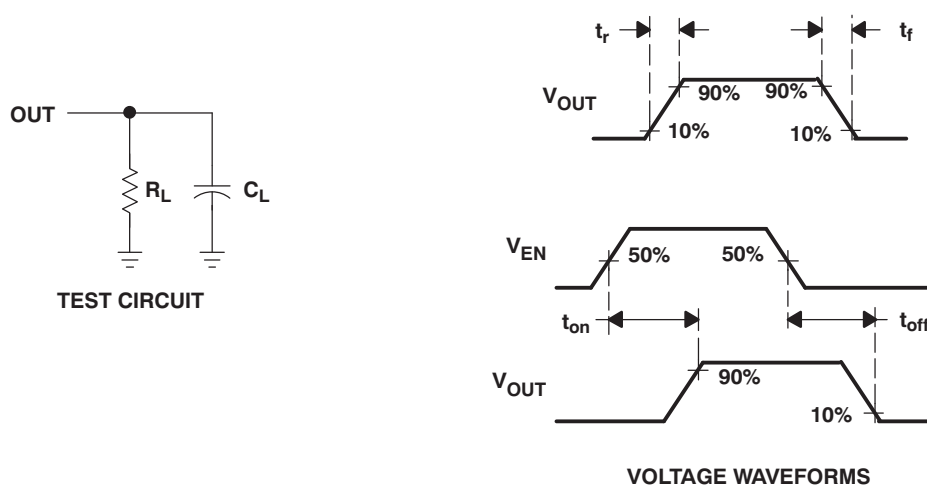 OUT
R_L
C_L
TEST CIRCUIT
t_r
t_f
V_OUT
90%
90%
10%
10%
V_EN
50%
50%
t_on
t_off
V_OUT
90%
10%
VOLTAGE WAVEFORMS